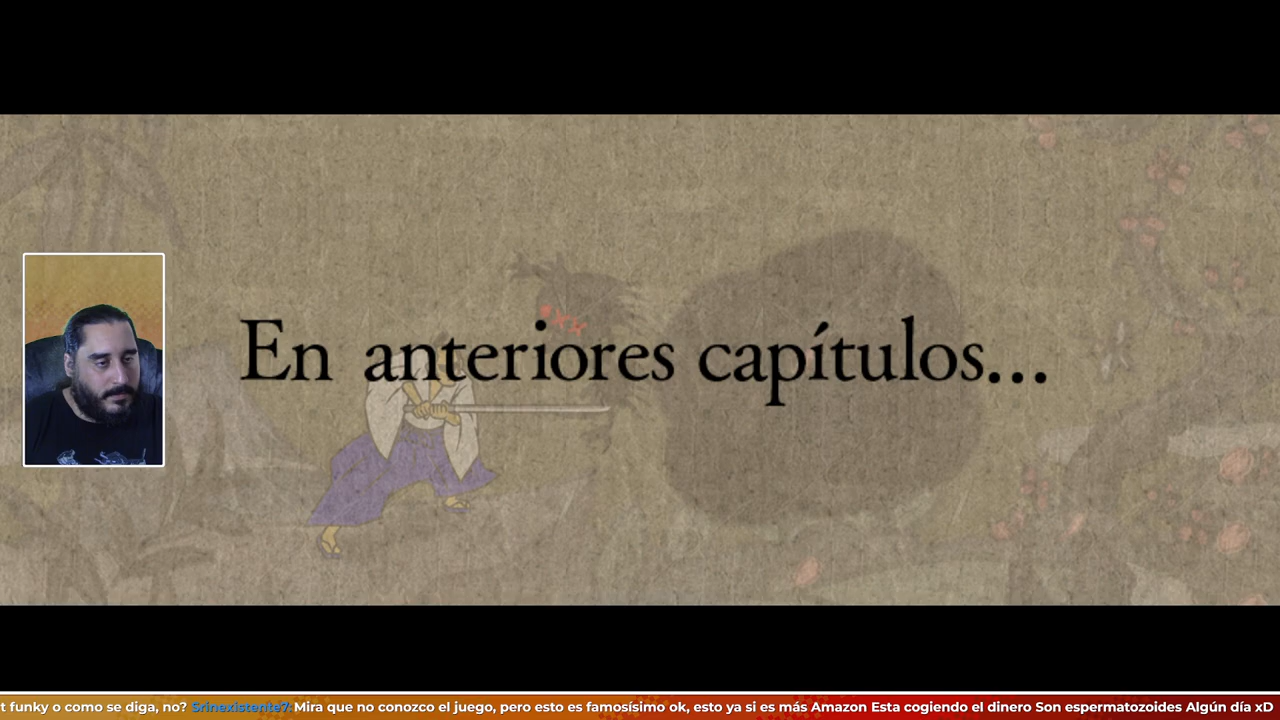 En anteriores capítulos...
t funky o como se diga, no? Srinexistente7: Mira que no conozco el juego, pero esto es famosísimo ok, esto ya si es más Amazon Esta cogiendo el dinero Son espermatozoides Algún día xD